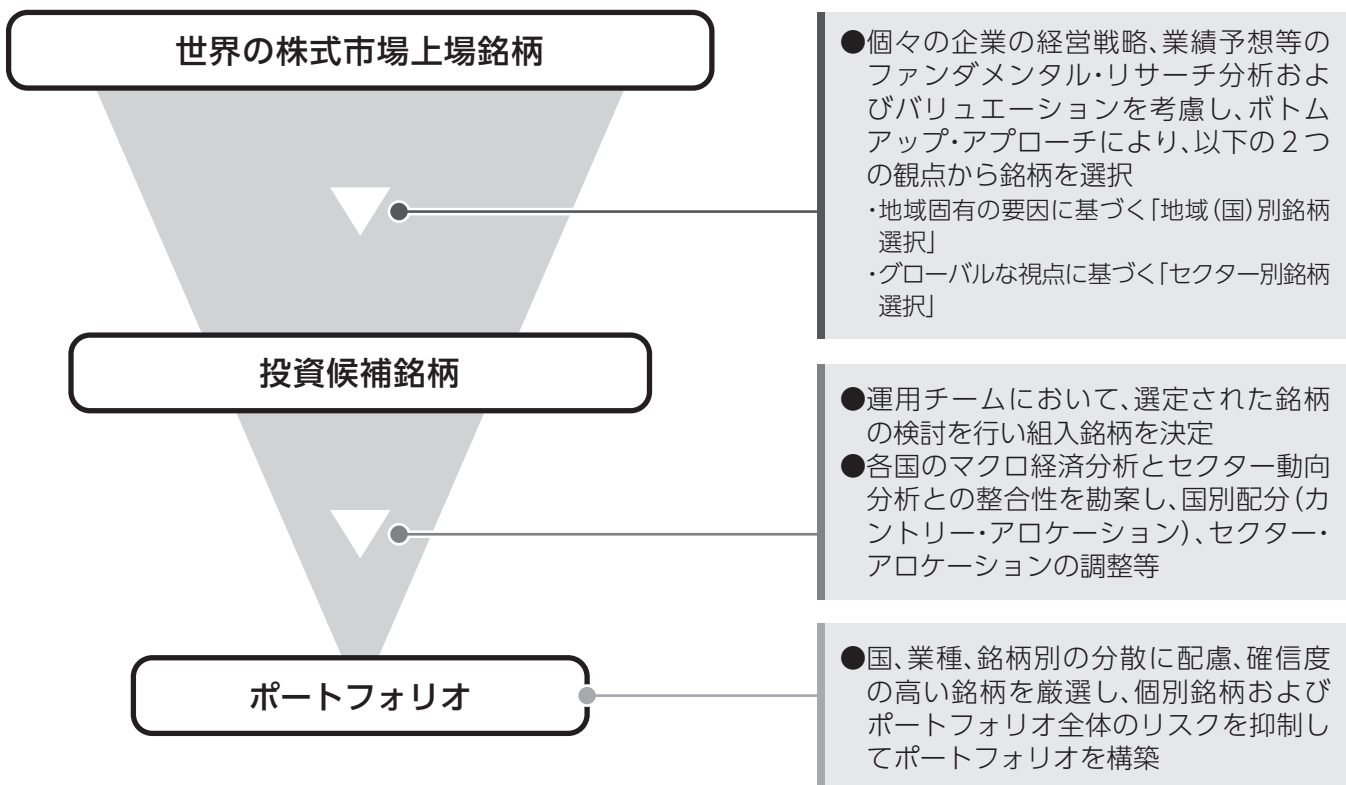 世界の株式市場上場銘柄
●個々の企業の経営戦略、業績予想等の
ファンダメンタル・リサーチ分析およ
びバリュエーションを考慮し、ボトム
アップ・アプローチにより、以下の２つ
の観点から銘柄を選択
・地域固有の要因に基づく「地域(国)別銘柄
選択」
・グローバルな視点に基づく「セクター別銘柄
選択」
投資候補銘柄
●運用チームにおいて、選定された銘柄
の検討を行い組入銘柄を決定
●各国のマクロ経済分析とセクター動向
分析との整合性を勘案し、国別配分(カ
ントリー・アロケーション)、セクター・
アロケーションの調整等
ポートフォリオ
●国、業種、銘柄別の分散に配慮、確信度
の高い銘柄を厳選し、個別銘柄および
ポートフォリオ全体のリスクを抑制し
てポートフォリオを構築